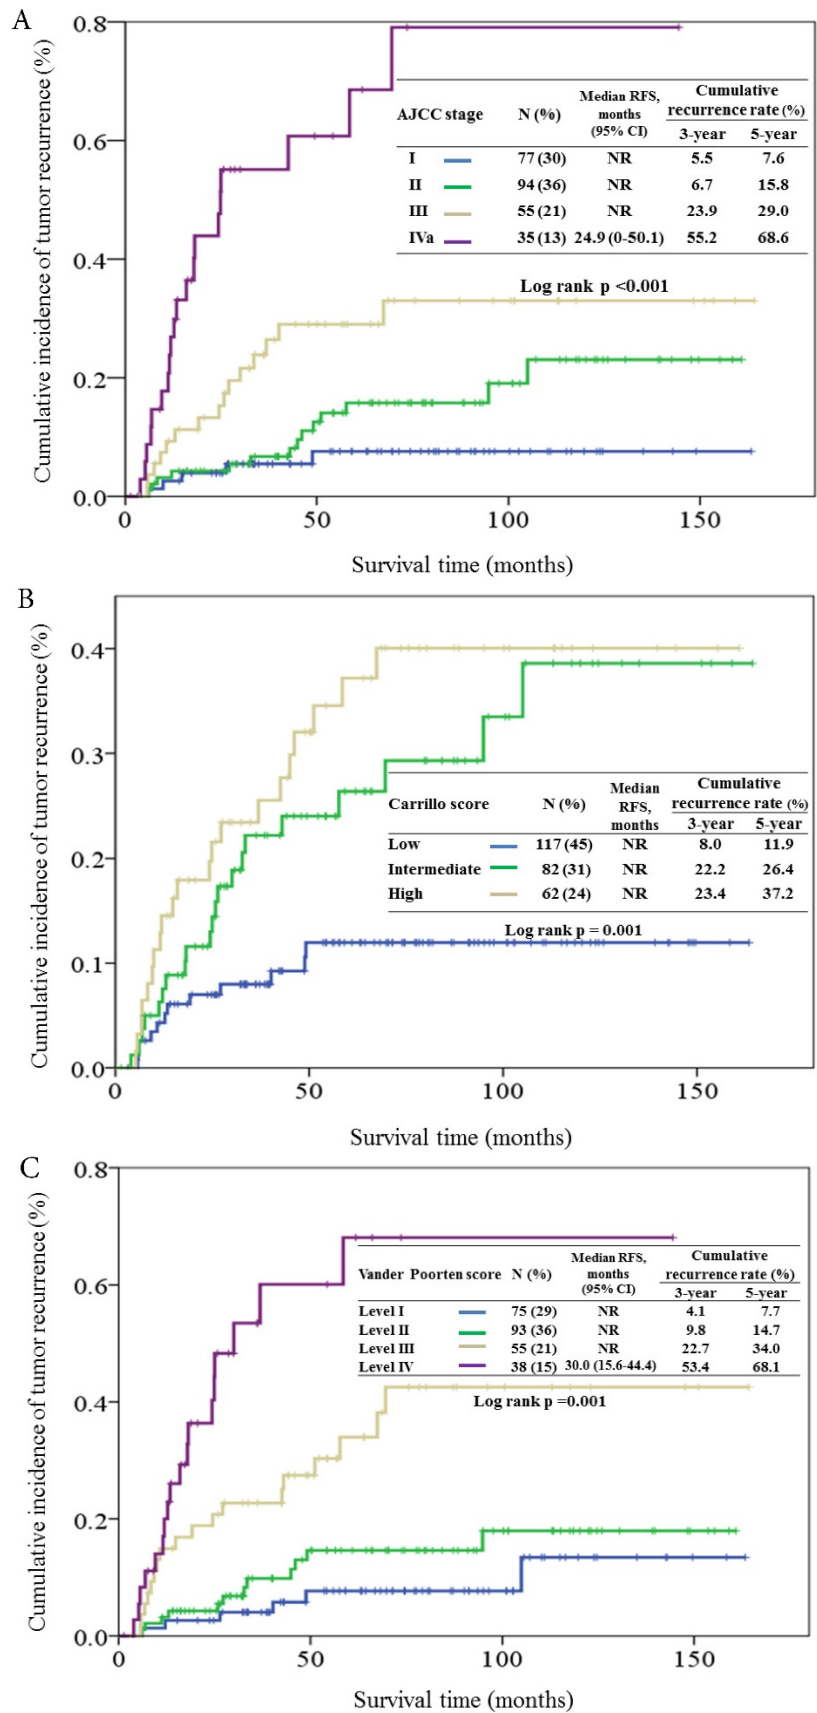 A
Cumulative incidence of tumor recurrence (%)
0.8
0.6
0.4
0.2
0.0
0 50 100 150
Survival time (months)
AJCC stage N (%) Median RFS, months (95% CI) Cumulative recurrence rate (%)
3-year 5-year
I 77 (30) NR 5.5 7.6
II 94 (36) NR 6.7 15.8
III 55 (21) NR 23.9 29.0
IVa 35 (13) 24.9 (0-50.1) 55.2 68.6
Log rank p <0.001
B
Cumulative incidence of tumor recurrence (%)
0.4
0.3
0.2
0.1
0.0
0 50 100 150
Survival time (months)
Carrillo score N (%) Median RFS, months Cumulative recurrence rate (%)
3-year 5-year
Low 117 (45) NR 8.0 11.9
Intermediate 82 (31) NR 22.2 26.4
High 62 (24) NR 23.4 37.2
Log rank p = 0.001
C
Cumulative incidence of tumor recurrence (%)
0.8
0.6
0.4
0.2
0.0
0 50 100 150
Survival time (months)
Vander Poorten score N (%) Median RFS, months (95% CI) Cumulative recurrence rate (%)
3-year 5-year
Level I 75 (29) NR 4.1 7.7
Level II 93 (36) NR 9.8 14.7
Level III 55 (21) NR 22.7 34.0
Level IV 38 (15) 30.0 (15.6-44.4) 53.4 68.1
Log rank p =0.001